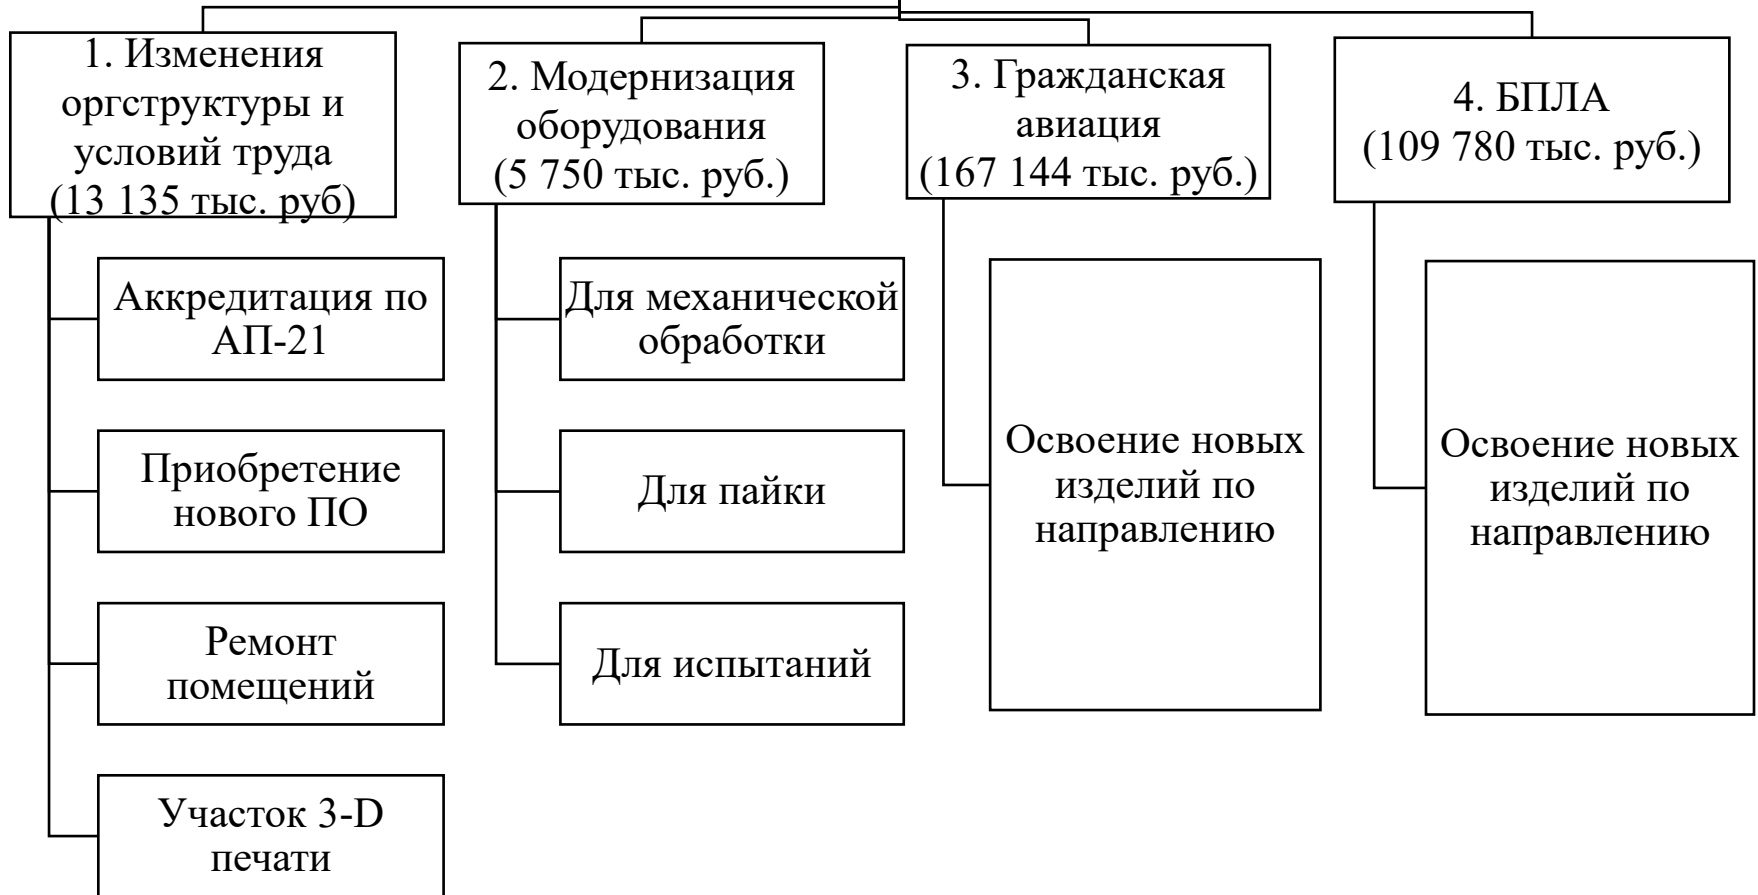 1. Изменения
оргструктуры и
условий труда
(13 135 тыс. руб)
2. Модернизация
оборудования
(5 750 тыс. руб.)
3. Гражданская
авиация
(167 144 тыс. руб.)
4. БПЛА
(109 780 тыс. руб.)
Аккредитация по
АП-21
Приобретение
нового ПО
Ремонт
помещений
Участок 3-D
печати
Для механической
обработки
Для пайки
Для испытаний
Освоение новых
изделий по
направлению
Освоение новых
изделий по
направлению